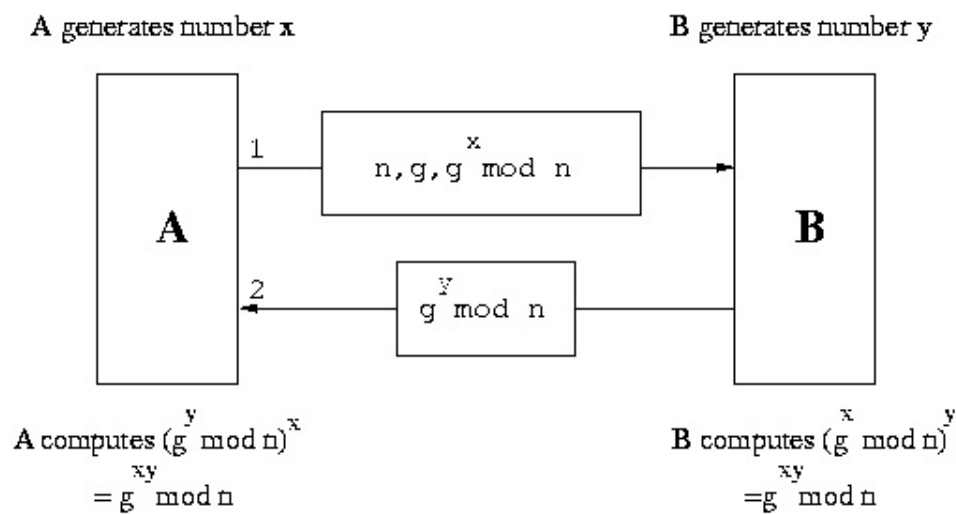 A generates number x
B generates number y
1
x
n,g,g mod n
A
B
2
y
g mod n
y x
A computes (g mod n)
xy
= g mod n
x y
B computes (g mod n)
xy
=g mod n